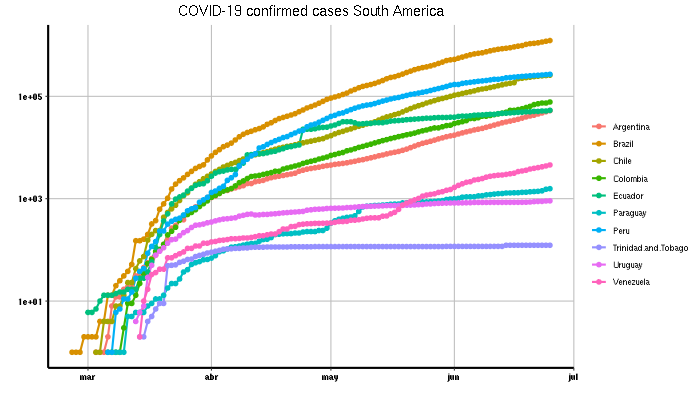 COVID-19 confirmed cases South America
1e+05
1e+03
1e+01
mar abr may jun jul
Argentina
Brazil
Chile
Colombia
Ecuador
Paraguay
Peru
Trinidad.and.Tobago
Uruguay
Venezuela